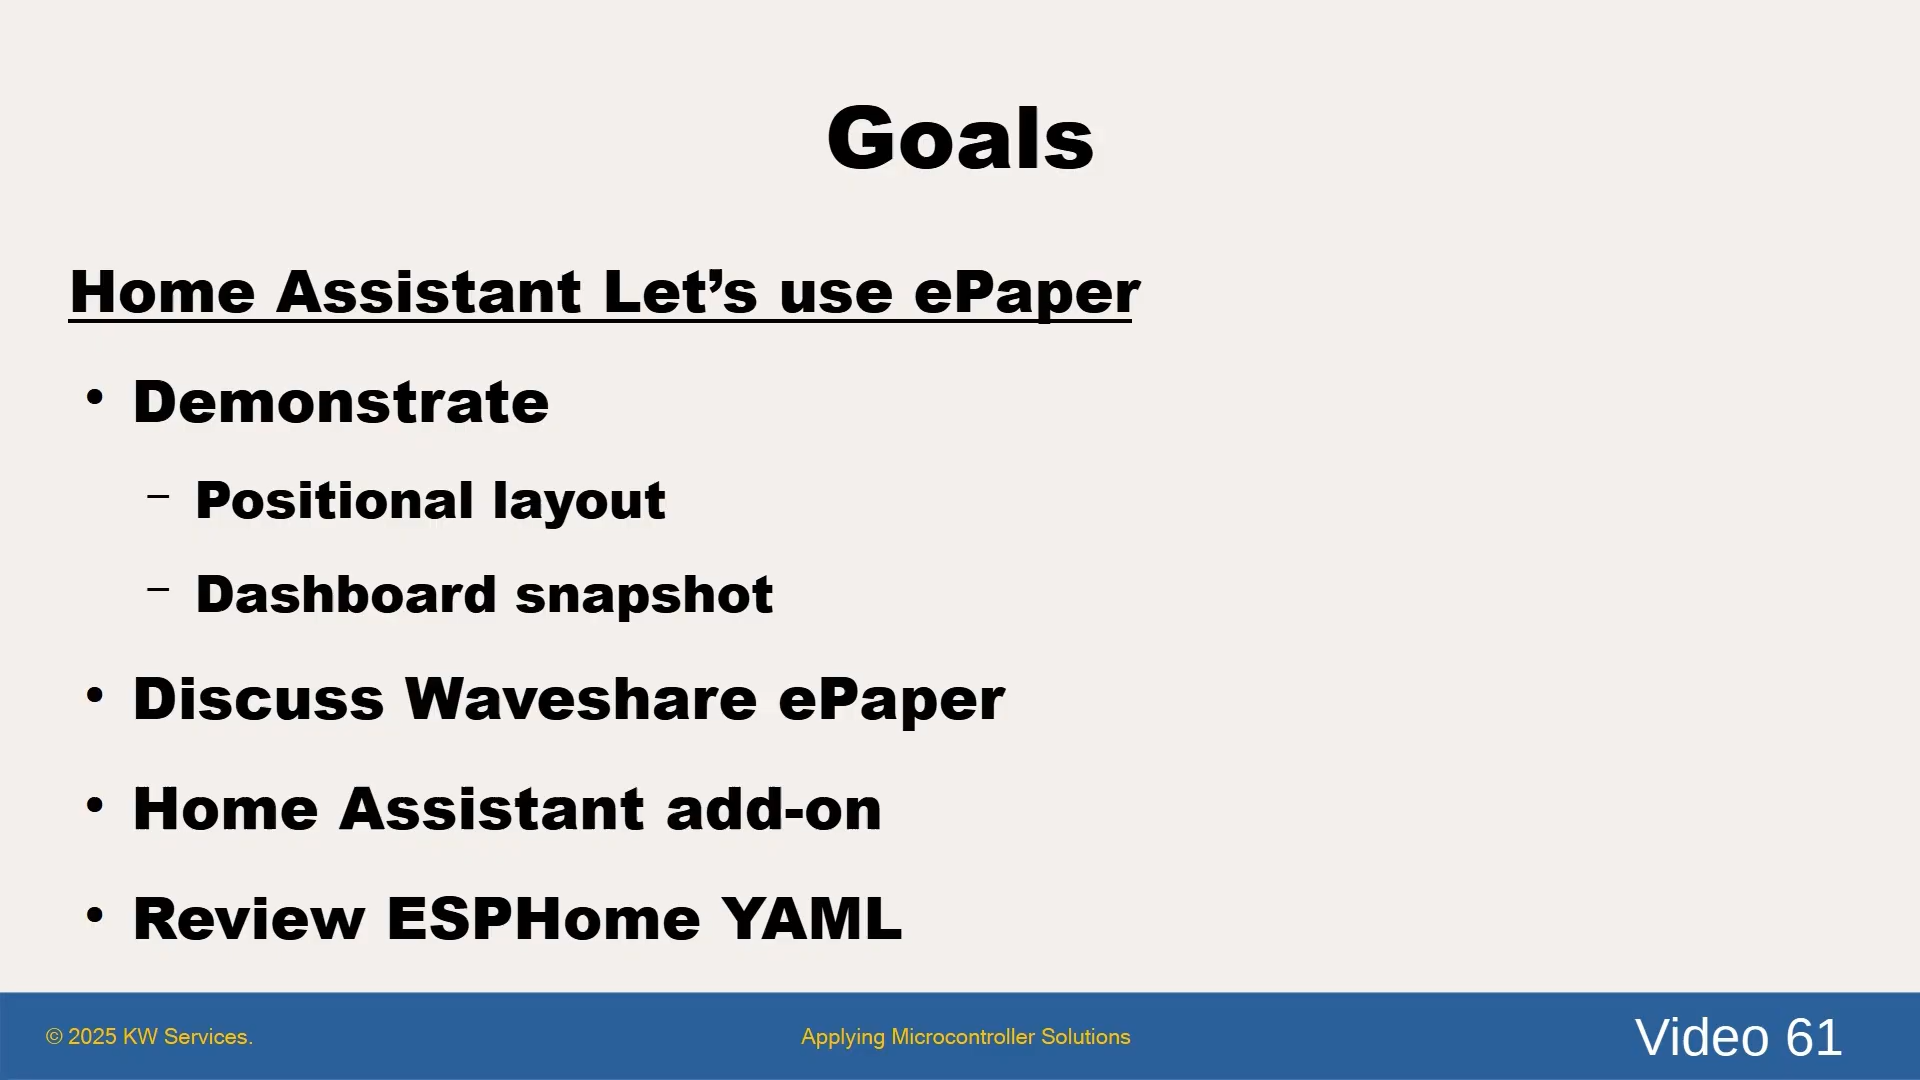 Goals
Home Assistant Let’s use ePaper
• Demonstrate
– Positional layout
– Dashboard snapshot
• Discuss Waveshare ePaper
• Home Assistant add-on
• Review ESPHome YAML
© 2025 KW Services.
Applying Microcontroller Solutions
Video 61